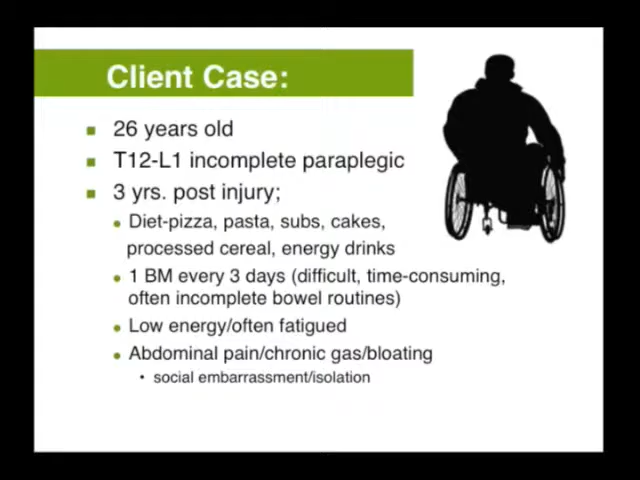 Client Case:
26 years old
T12-L1 incomplete paraplegic
3 yrs. post injury;
Diet-pizza, pasta, subs, cakes,
processed cereal, energy drinks
1 BM every 3 days (difficult, time-consuming,
often incomplete bowel routines)
Low energy/often fatigued
Abdominal pain/chronic gas/bloating
social embarrassment/isolation